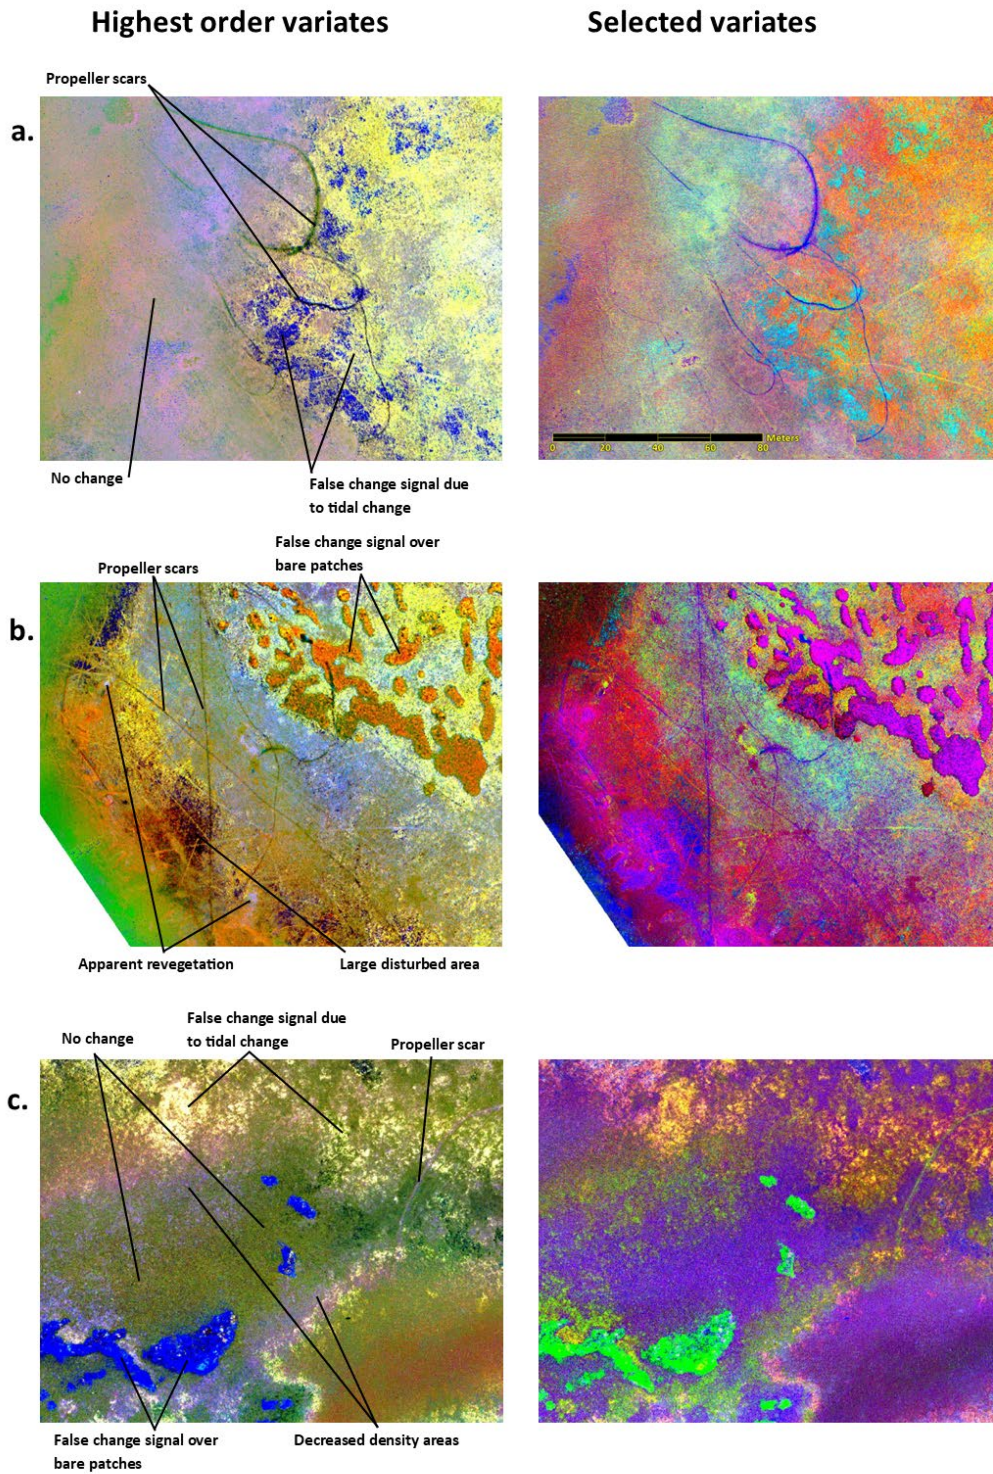 Highest order variates
Selected variates
Propeller scars
a.
Meters
0 20 40 60 80
No change
False change signal due
to tidal change
False change signal over
bare patches
Propeller scars
b.
Apparent revegetation
Large disturbed area
False change signal due
to tidal change
No change
Propeller scar
c.
False change signal over
bare patches
Decreased density areas